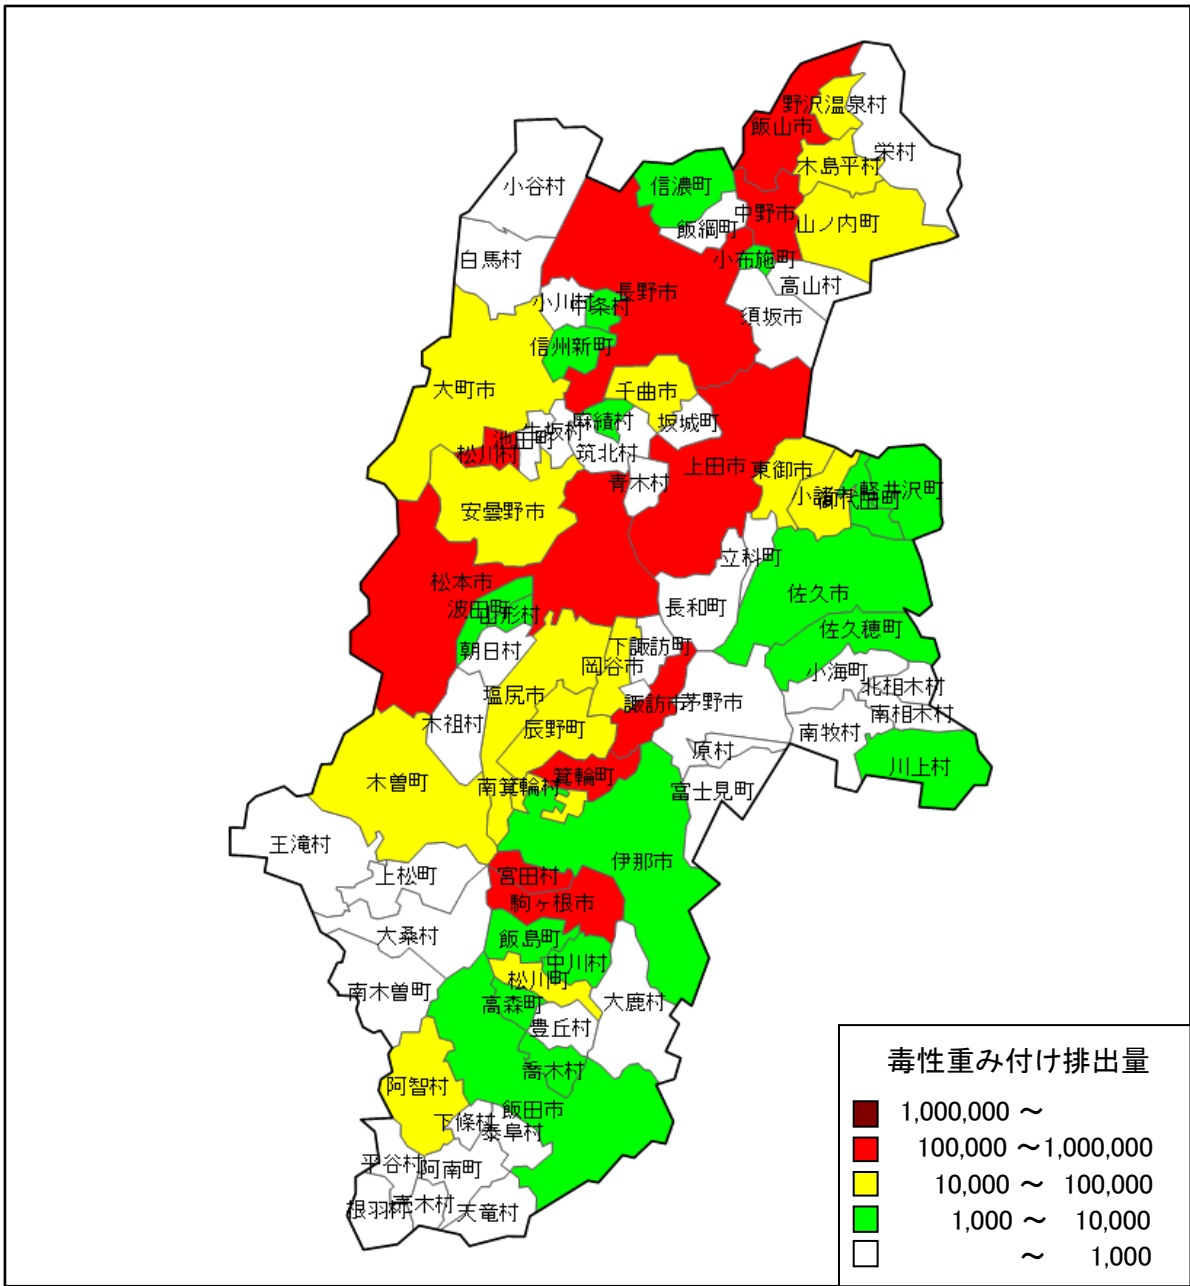 野沢温泉村
飯山市
栄村
木島平村
小谷村
信濃町
中野市
山ノ内町
飯綱町
白馬村
小布施町
高山村
長野市
小川村
中条村
須坂市
信州新町
大町市
千曲市
麻績村
坂城町
生坂村
池田町
松川村
筑北村
上田市
東御市
青木村
小諸市
御代田町
軽井沢町
安曇野市
立科町
松本市
佐久市
波田町
山形村
長和町
佐久穂町
朝日村
下諏訪町
岡谷市
小海町
北相木村
塩尻市
諏訪市
茅野市
南相木村
木祖村
辰野町
南牧村
原村
川上村
箕輪町
木曽町
南箕輪村
富士見町
王滝村
伊那市
上松町
宮田村
駒ヶ根市
大桑村
飯島町
中川村
松川町
南木曽町
高森町
大鹿村
豊丘村
喬木村
阿智村
飯田市
下條村
泰阜村
平谷村
阿南町
売木村
根羽村
天竜村
毒性重み付け排出量
1,000,000 ～
100,000 ～1,000,000
10,000 ～ 100,000
1,000 ～ 10,000
～ 1,000